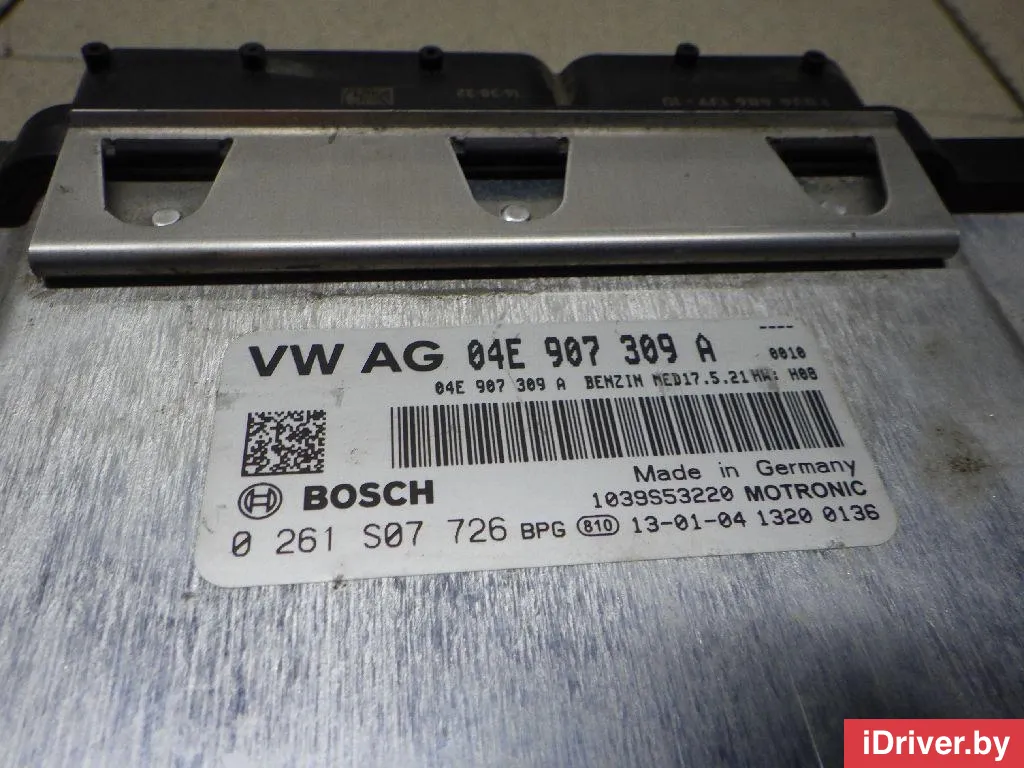 VW AG 04E 907 309 A
----
0010
04E 907 309 A BENZIN MED17.5.21 HW: H08
Made in Germany
BOSCH
1039S53220 MOTRONIC
0 261 S07 726 BPG 810 13-01-04 1320 0136
iDriver.by